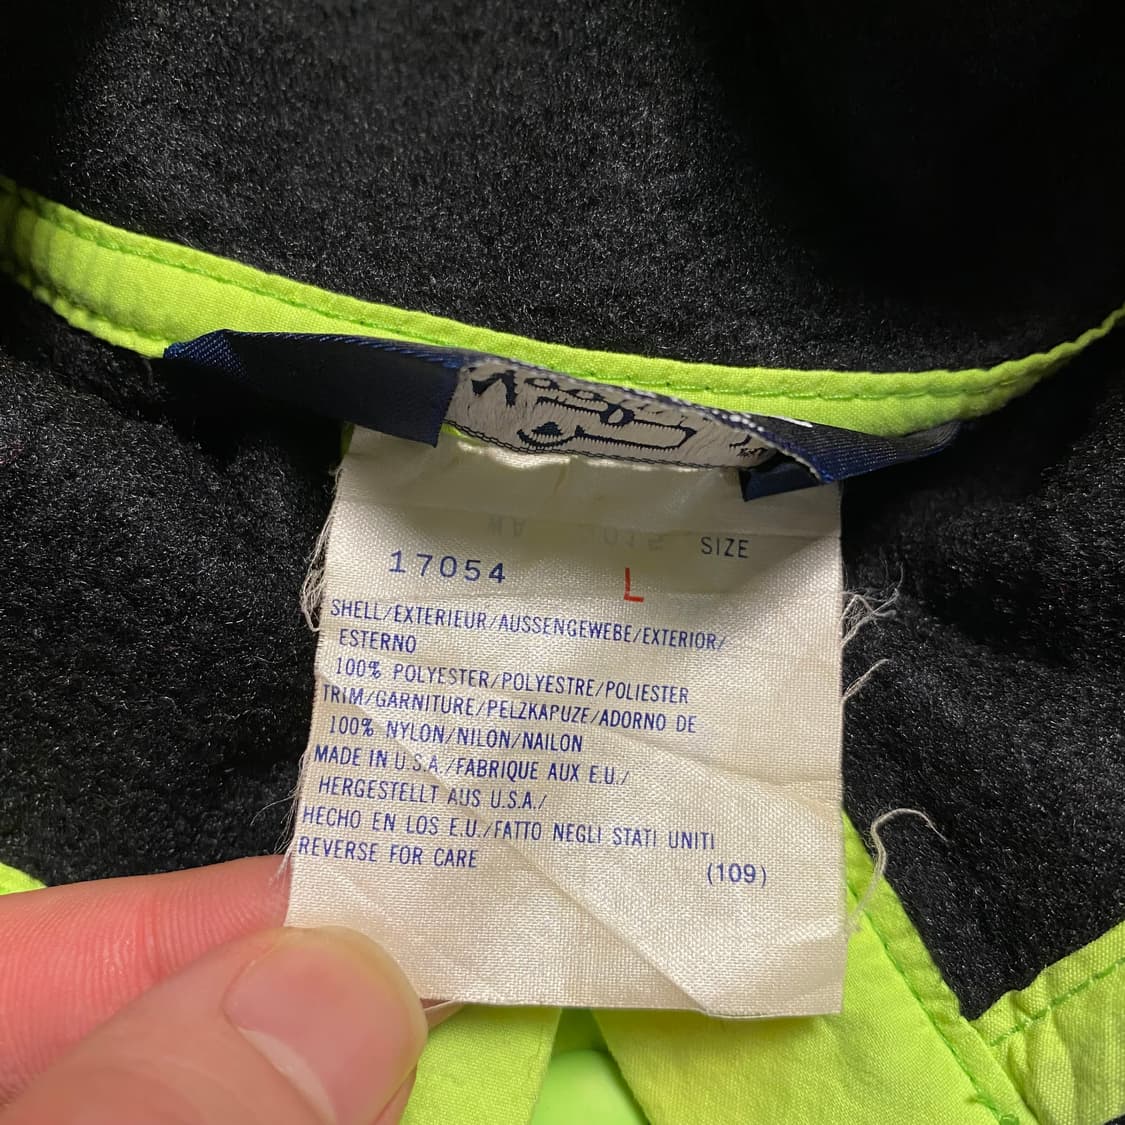 SIZE
17054 L
SHELL/EXTERIEUR/AUSSENGEWEBE/EXTERIOR/
ESTERNO
100% POLYESTER/POLYESTRE/POLIESTER
TRIM/GARNITURE/PELZKAPUZE/ADORNO DE
100% NYLON/NILON/NAILON
MADE IN U.S.A./FABRIQUE AUX E.U./
HERGESTELLT AUS U.S.A./
HECHO EN LOS E.U./FATTO NEGLI STATI UNITI
REVERSE FOR CARE
(109)